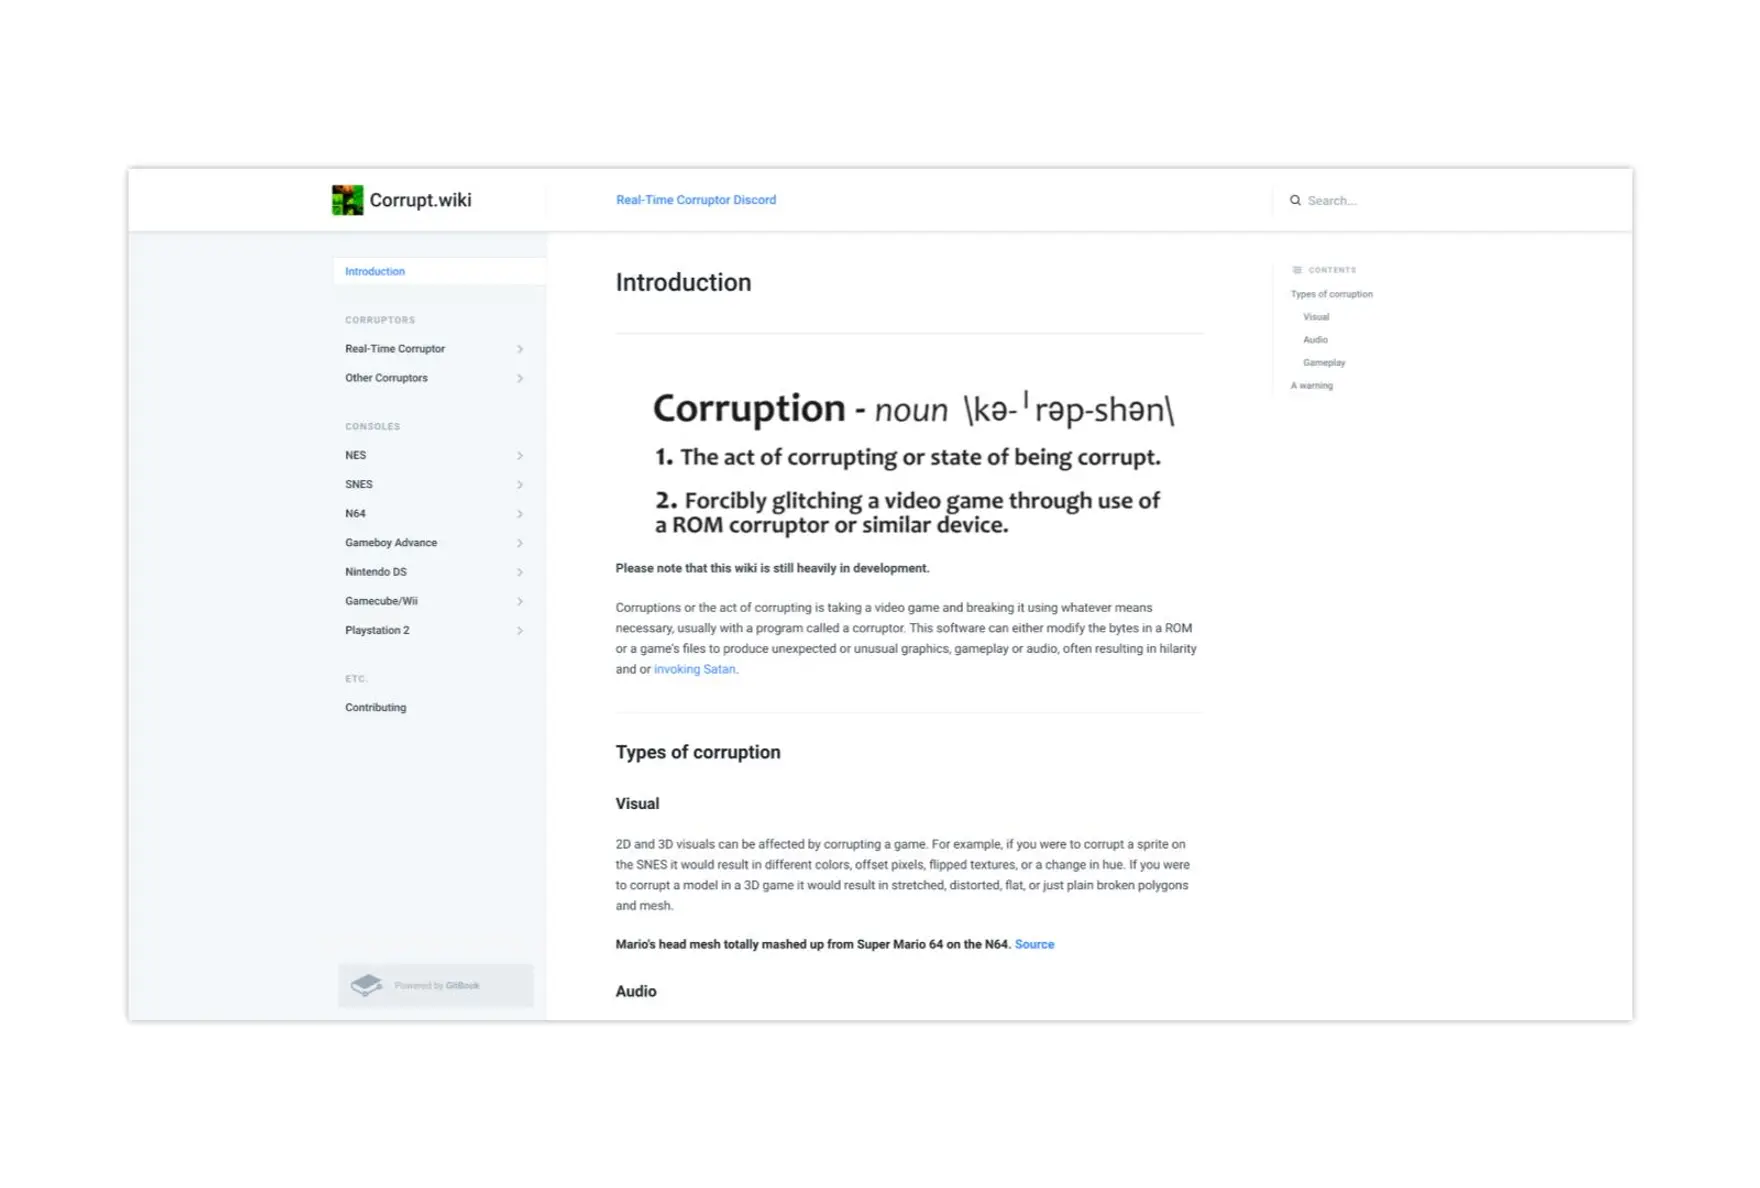 Corrupt.wiki
Real-Time Corruptor Discord
Search...
Introduction
CORRUPTORS
Real-Time Corruptor
Other Corruptors
CONSOLES
NES
SNES
N64
Gameboy Advance
Nintendo DS
Gamecube/Wii
Playstation 2
ETC.
Contributing
Powered by GitBook
Introduction
Corruption - noun \kə-ˈrəp-shən\
1. The act of corrupting or state of being corrupt.
2. Forcibly glitching a video game through use of
a ROM corruptor or similar device.
Please note that this wiki is still heavily in development.
Corruptions or the act of corrupting is taking a video game and breaking it using whatever means
necessary, usually with a program called a corruptor. This software can either modify the bytes in a ROM
or a game's files to produce unexpected or unusual graphics, gameplay or audio, often resulting in hilarity
and or invoking Satan.
Types of corruption
Visual
2D and 3D visuals can be affected by corrupting a game. For example, if you were to corrupt a sprite on
the SNES it would result in different colors, offset pixels, flipped textures, or a change in hue. If you were
to corrupt a model in a 3D game it would result in stretched, distorted, flat, or just plain broken polygons
and mesh.
Mario's head mesh totally mashed up from Super Mario 64 on the N64. Source
Audio
CONTENTS
Types of corruption
Visual
Audio
Gameplay
A warning